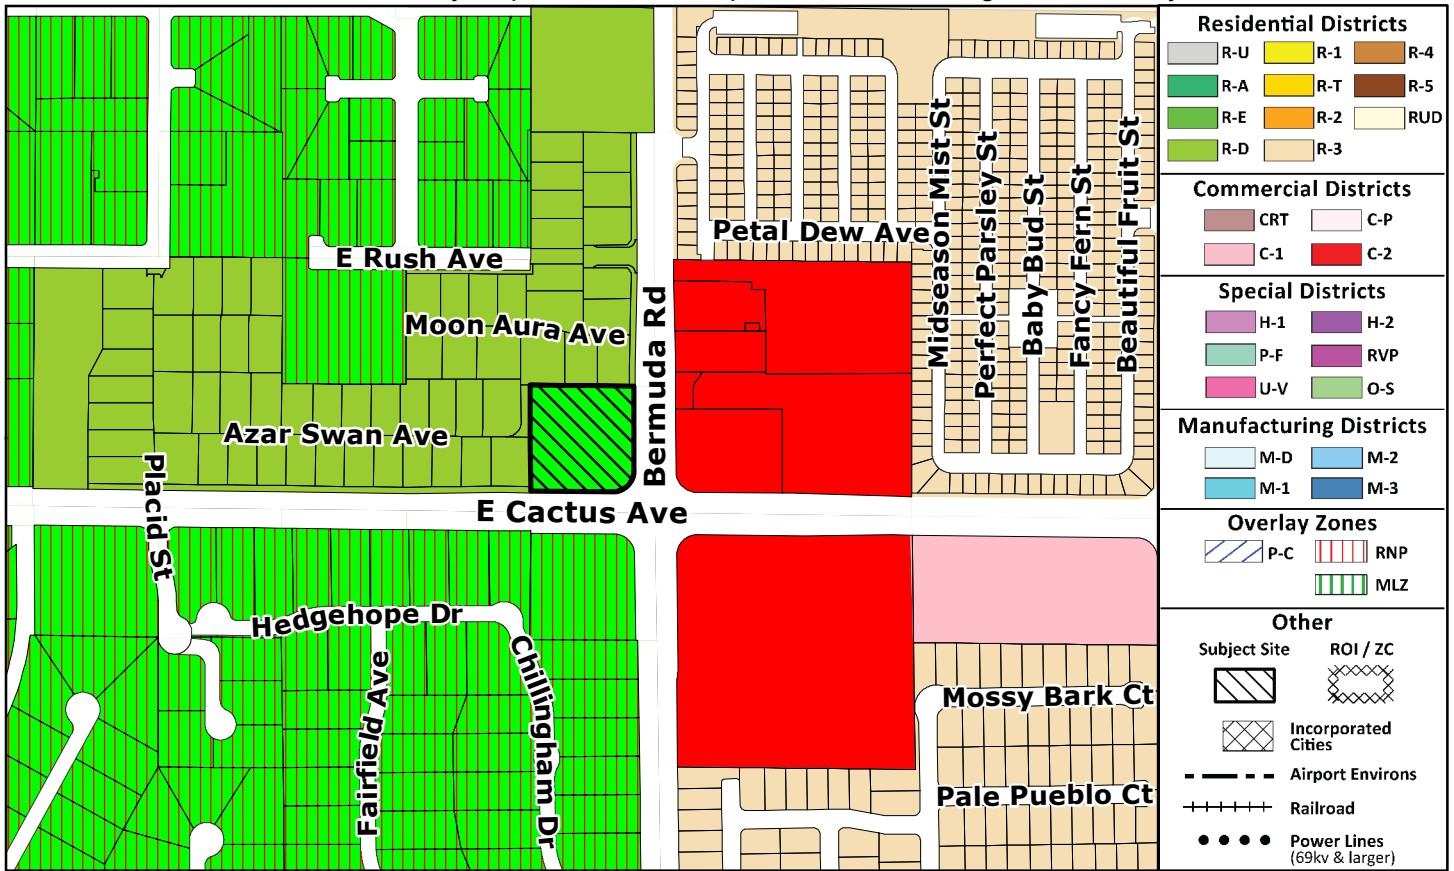 E Rush Ave
Moon Aura Ave
Azar Swan Ave
Bermuda Rd
Petal Dew Ave
Midseason Mist St
Perfect Parsley St
Baby Bud St
Fancy Fern St
Beautiful Fruit St
E Cactus Ave
Placid St
Hedgehope Dr
Fairfield Ave
Chillingham Dr
Mossy Bark Ct
Pale Pueblo Ct
Residential Districts
R-U R-1 R-4
R-A R-T R-5
R-E R-2 RUD
R-D R-3
Commercial Districts
CRT C-P
C-1 C-2
Special Districts
H-1 H-2
P-F RVP
U-V O-S
Manufacturing Districts
M-D M-2
M-1 M-3
Overlay Zones
P-C RNP
MLZ
Other
Subject Site ROI / ZC
Incorporated
Cities
Airport Environs
Railroad
Power Lines
(69kv & larger)